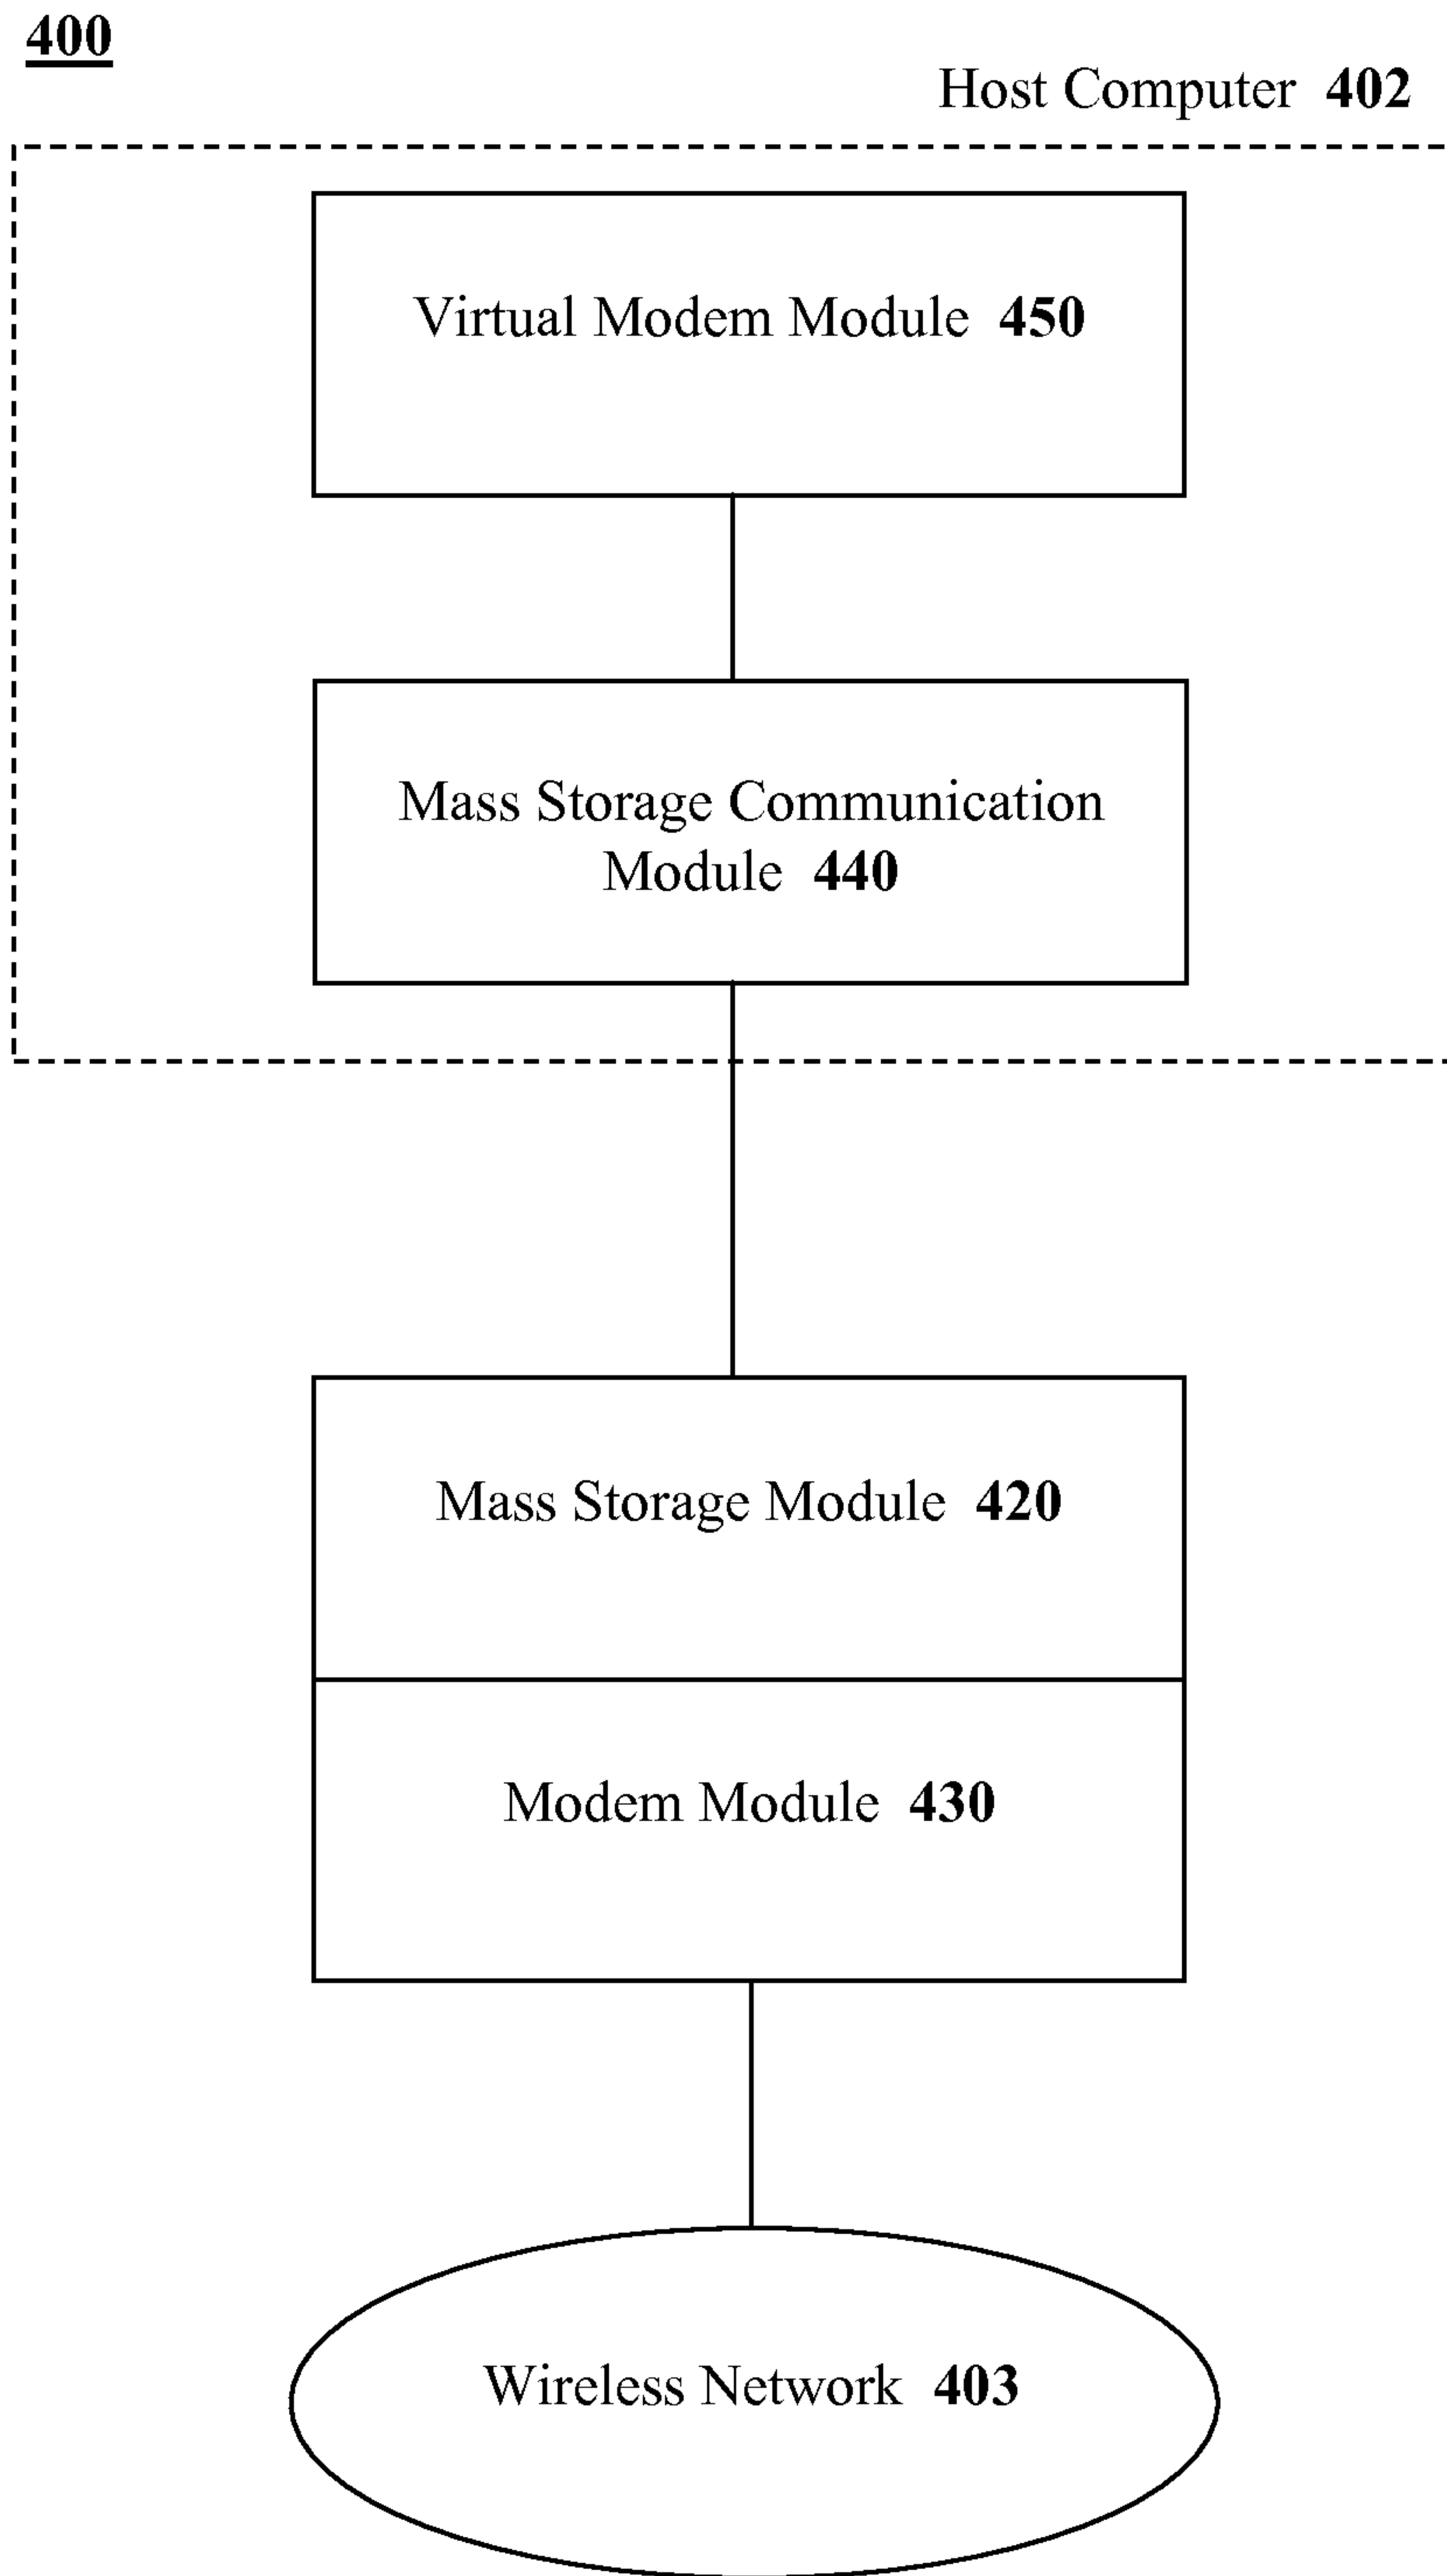 400
Host Computer 402
Virtual Modem Module 450
Mass Storage Communication
Module 440
Mass Storage Module 420
Modem Module 430
Wireless Network 403